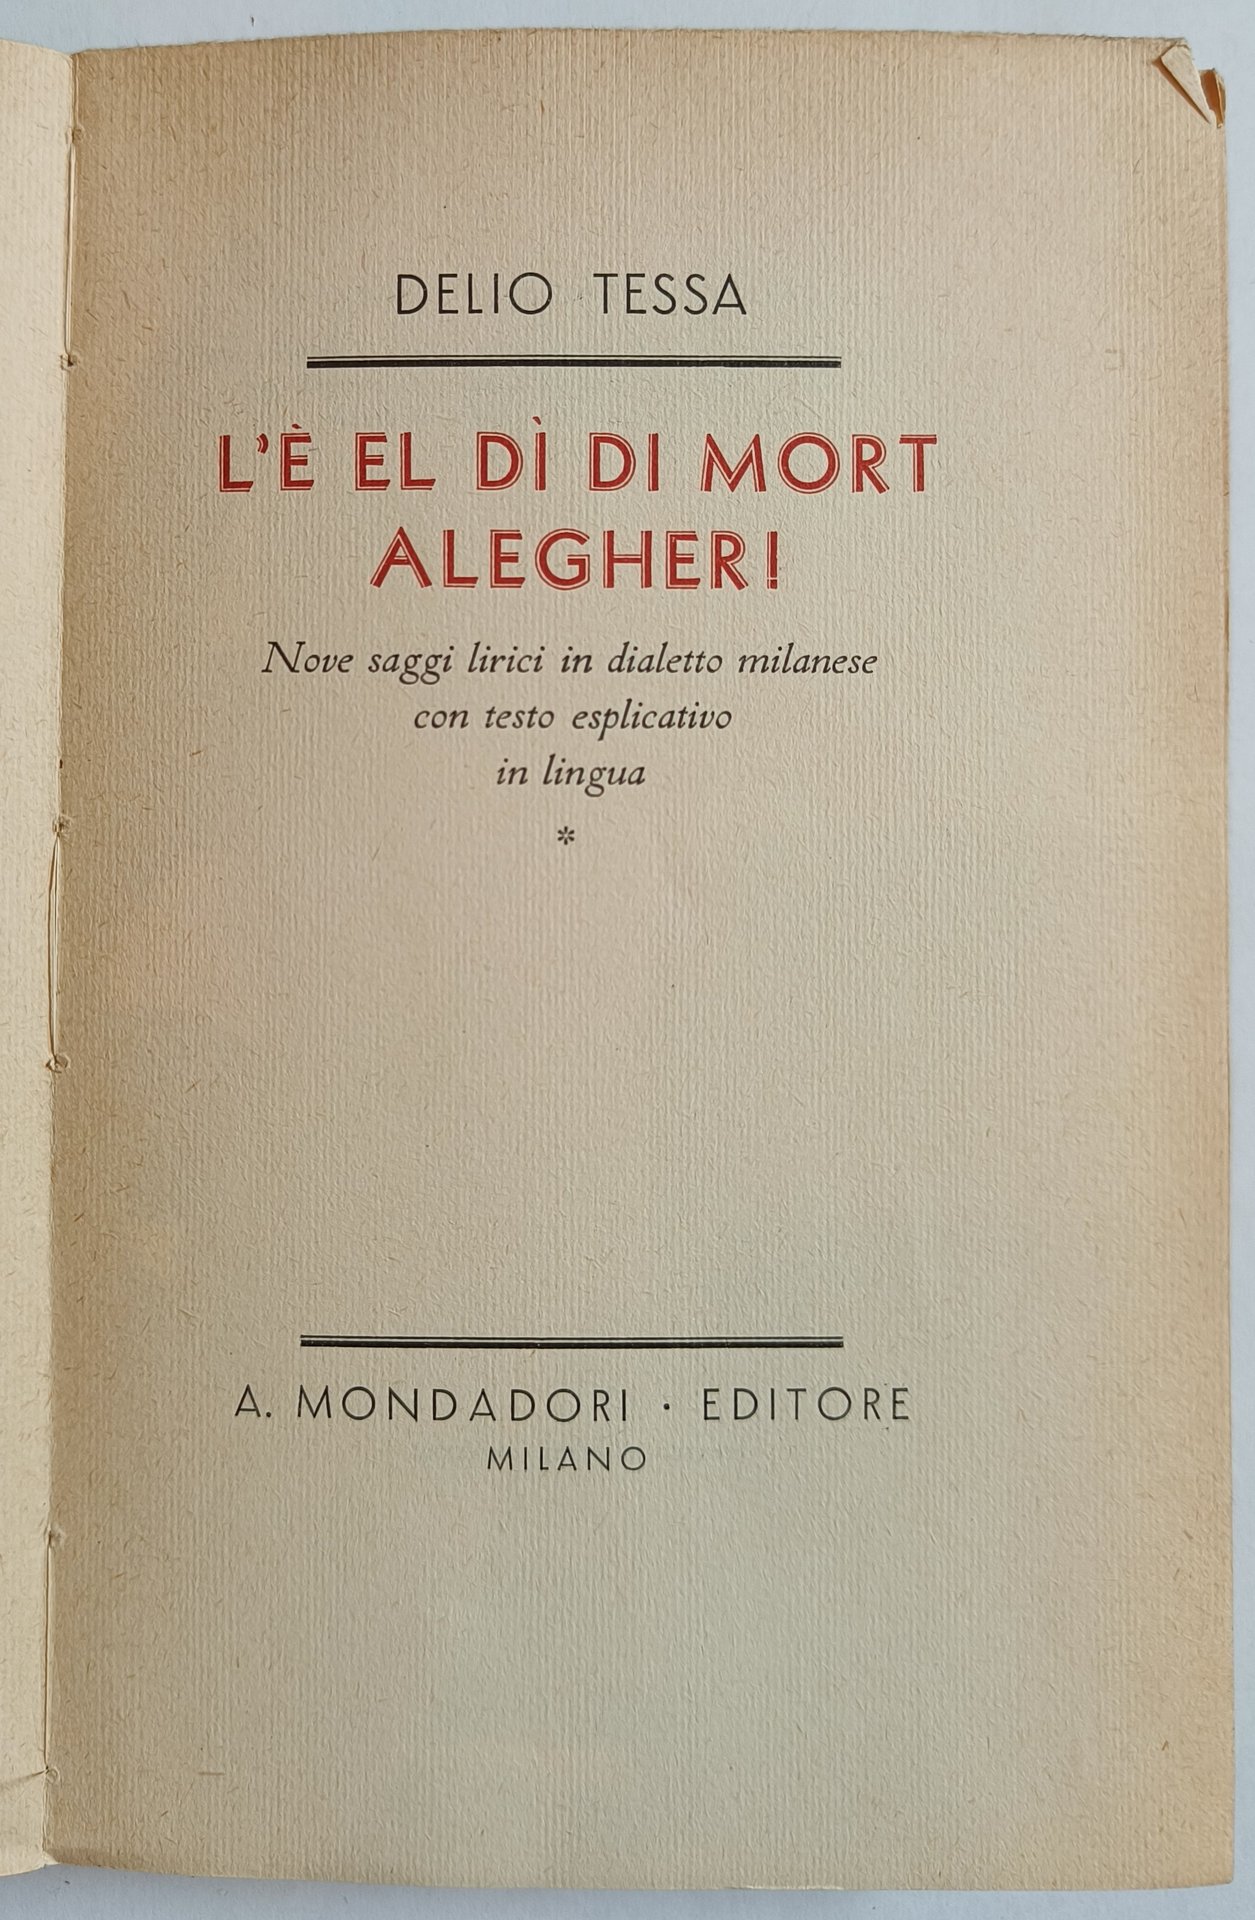 DELIO TESSA
L'È EL DÌ DI MORT
ALEGHER!
Nove saggi lirici in dialetto milanese
con testo esplicativo
in lingua
*
A. MONDADORI · EDITORE
MILANO